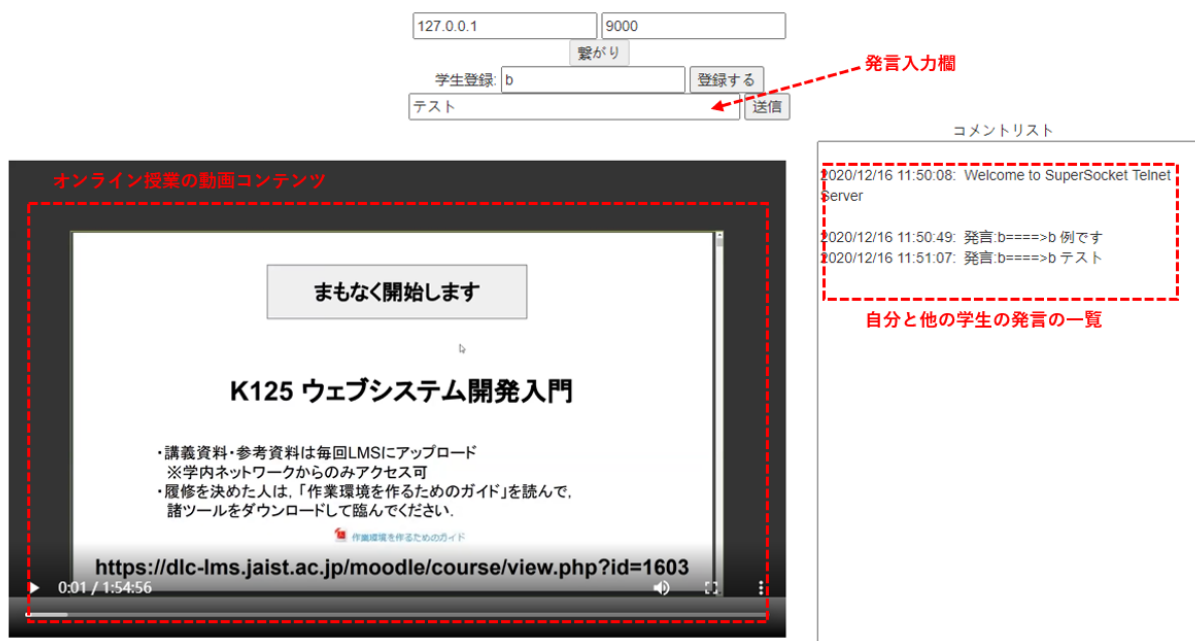 127.0.0.1 9000
繋がり
発言入力欄
学生登録: b 登録する
テスト 送信
コメントリスト
オンライン授業の動画コンテンツ
まもなく開始します
K125 ウェブシステム開発入門
・講義資料・参考資料は毎回LMSにアップロード
※学内ネットワークからのみアクセス可
・履修を決めた人は,「作業環境を作るためのガイド」を読んで,
諸ツールをダウンロードして臨んでください.
作業環境を作るためのガイド
https://dlc-lms.jaist.ac.jp/moodle/course/view.php?id=1603
0:01 / 1:54:56
2020/12/16 11:50:08: Welcome to SuperSocket Telnet
Server
2020/12/16 11:50:49: 発言:b====>b 例です
2020/12/16 11:51:07: 発言:b====>b テスト
自分と他の学生の発言の一覧